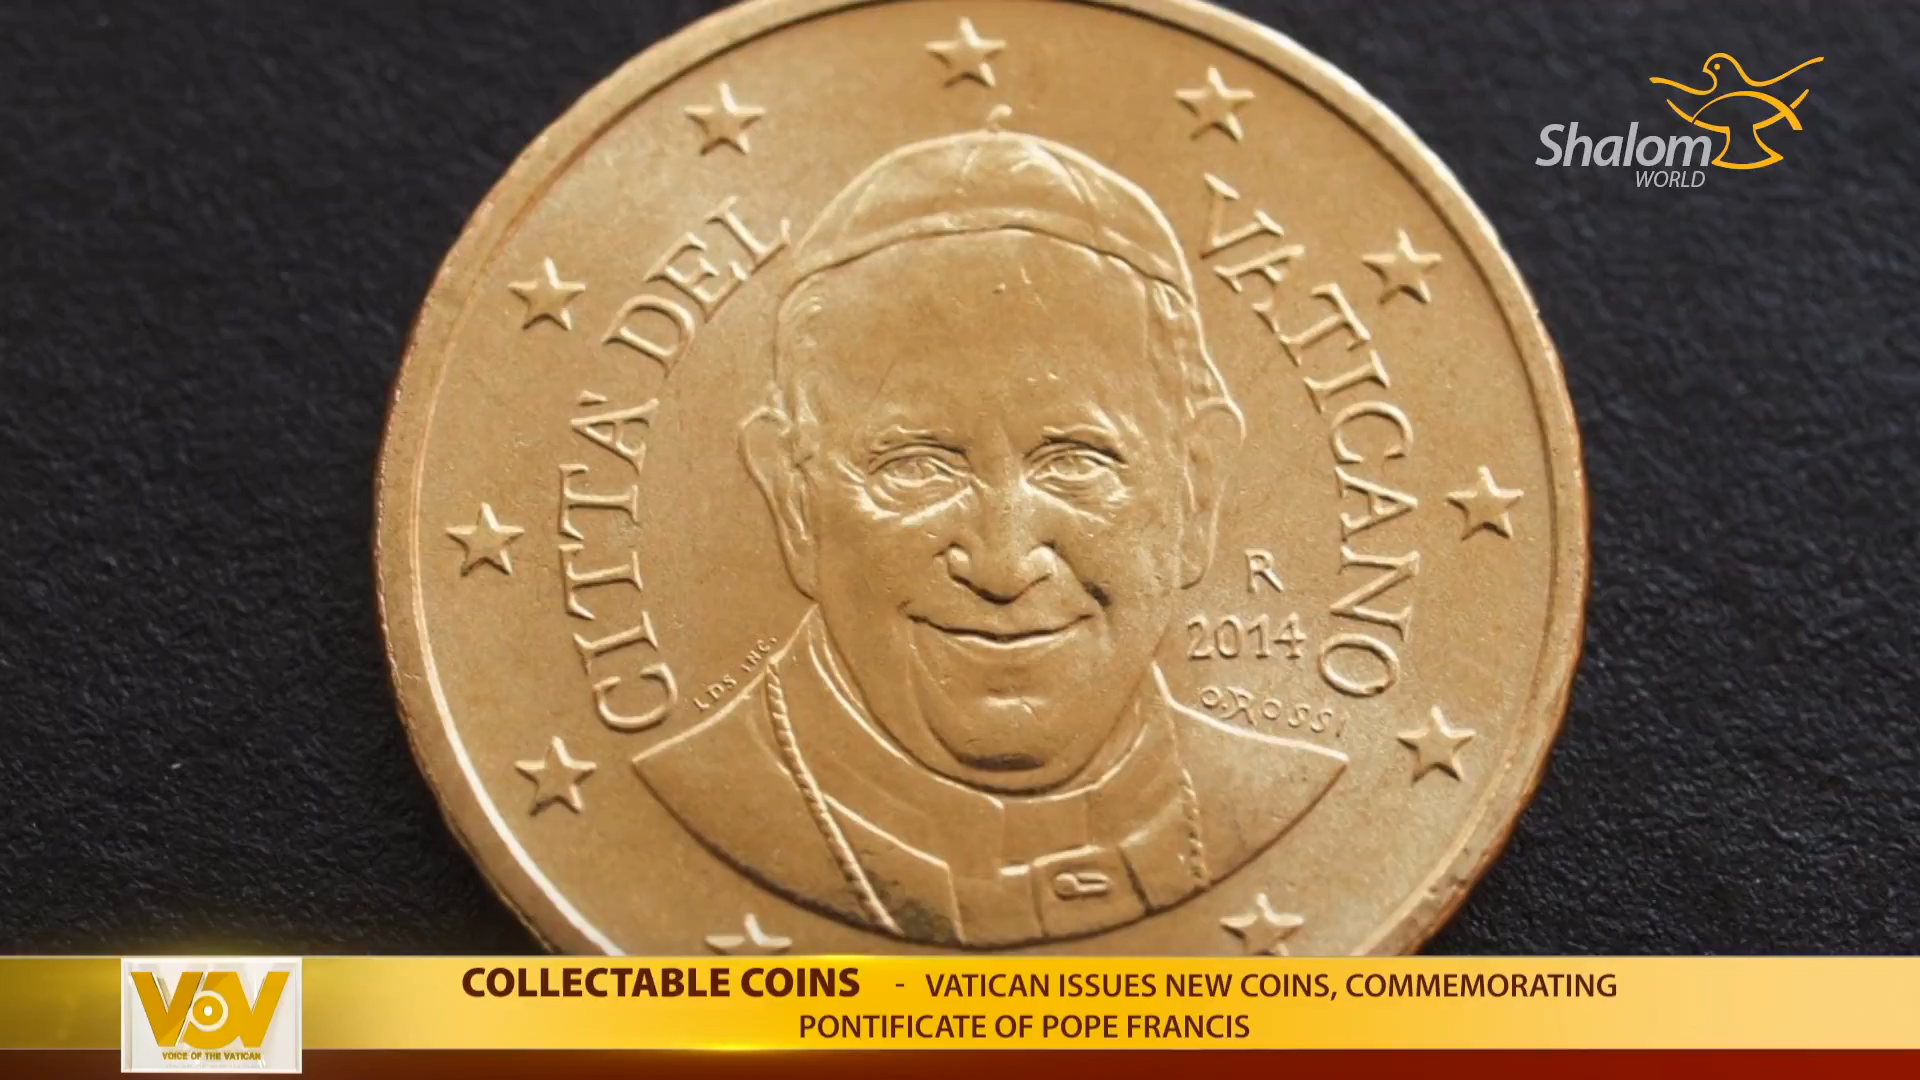 Shalom
WORLD
CITTA' DEL VATICANO
R
2014
LDS INC.
O.ROSSI
VOV
VOICE OF THE VATICAN
COLLECTABLE COINS - VATICAN ISSUES NEW COINS, COMMEMORATING
PONTIFICATE OF POPE FRANCIS